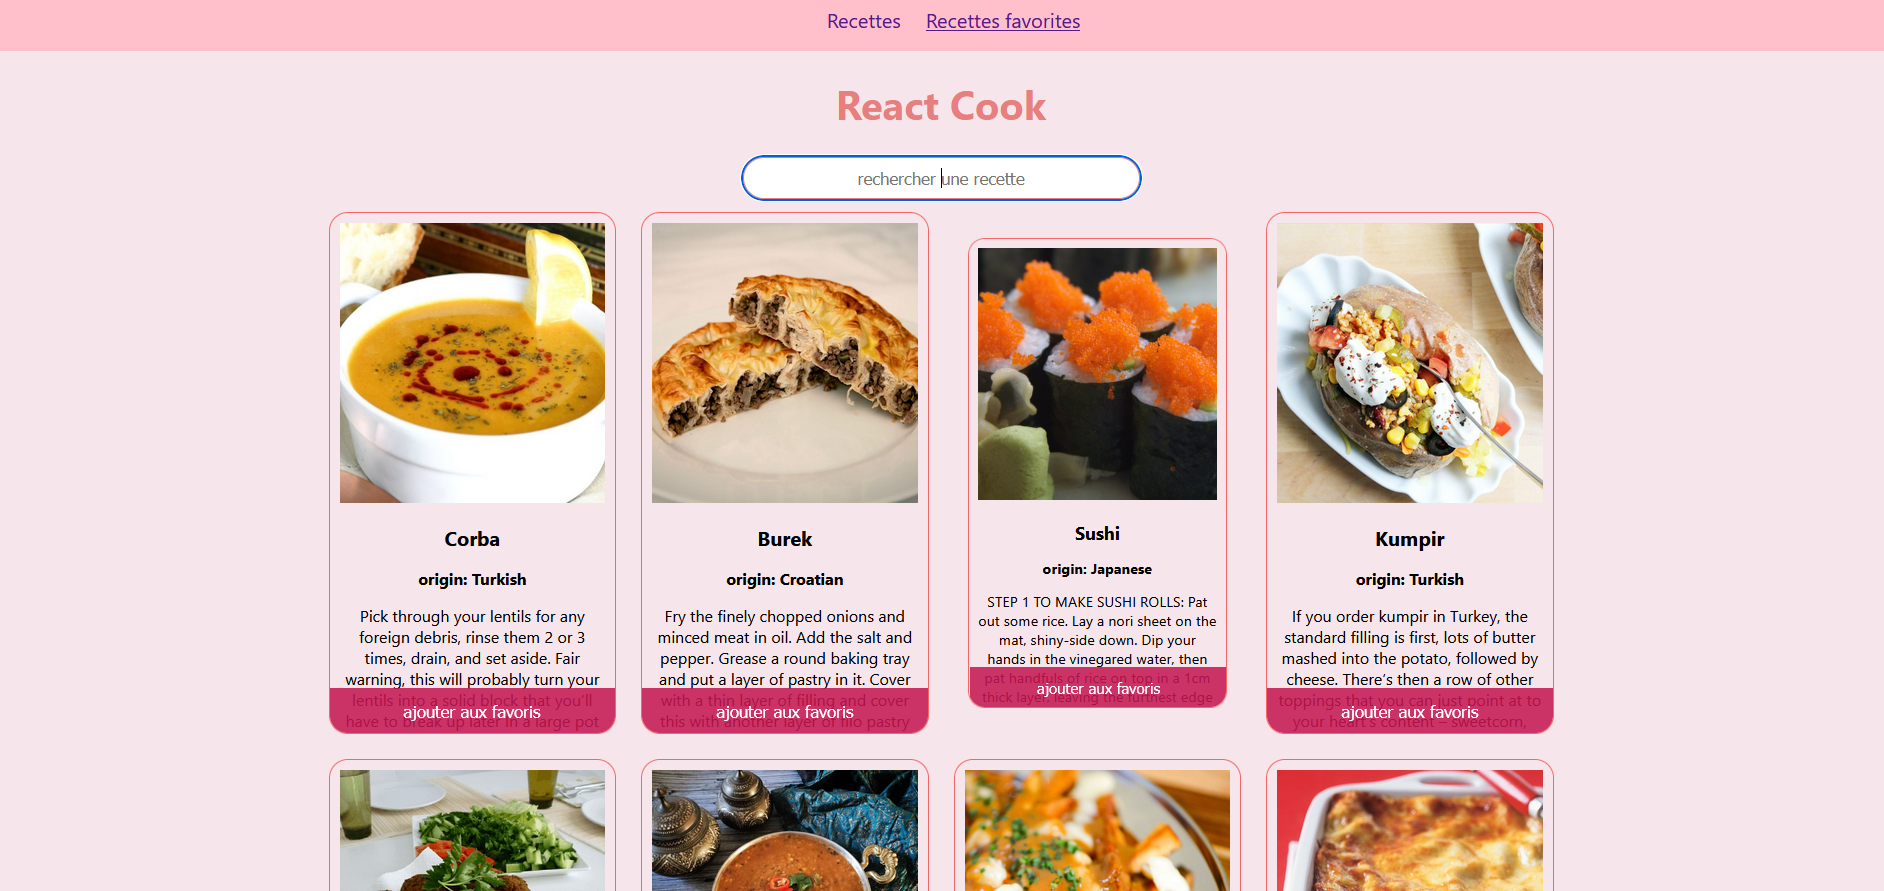 Recettes Recettes favorites
React Cook
rechercher une recette
Corba
origin: Turkish
Pick through your lentils for any
foreign debris, rinse them 2 or 3
times, drain, and set aside. Fair
warning, this will probably turn your
lentils into a solid block that you'll
have to break up later in a large pot
ajouter aux favoris
Burek
origin: Croatian
Fry the finely chopped onions and
minced meat in oil. Add the salt and
pepper. Grease a round baking tray
and put a layer of pastry in it. Cover
with a thin layer of filling and cover
this with another layer of filo pastry
ajouter aux favoris
Sushi
origin: Japanese
STEP 1 TO MAKE SUSHI ROLLS: Pat
out some rice. Lay a nori sheet on the
mat, shiny-side down. Dip your
hands in the vinegared water, then
pat handfuls of rice on top in a 1cm
thick layer, leaving the furthest edge
ajouter aux favoris
Kumpir
origin: Turkish
If you order kumpir in Turkey, the
standard filling is first, lots of butter
mashed into the potato, followed by
cheese. There's then a row of other
toppings that you can just point at to
your heart's content – sweetcorn,
ajouter aux favoris